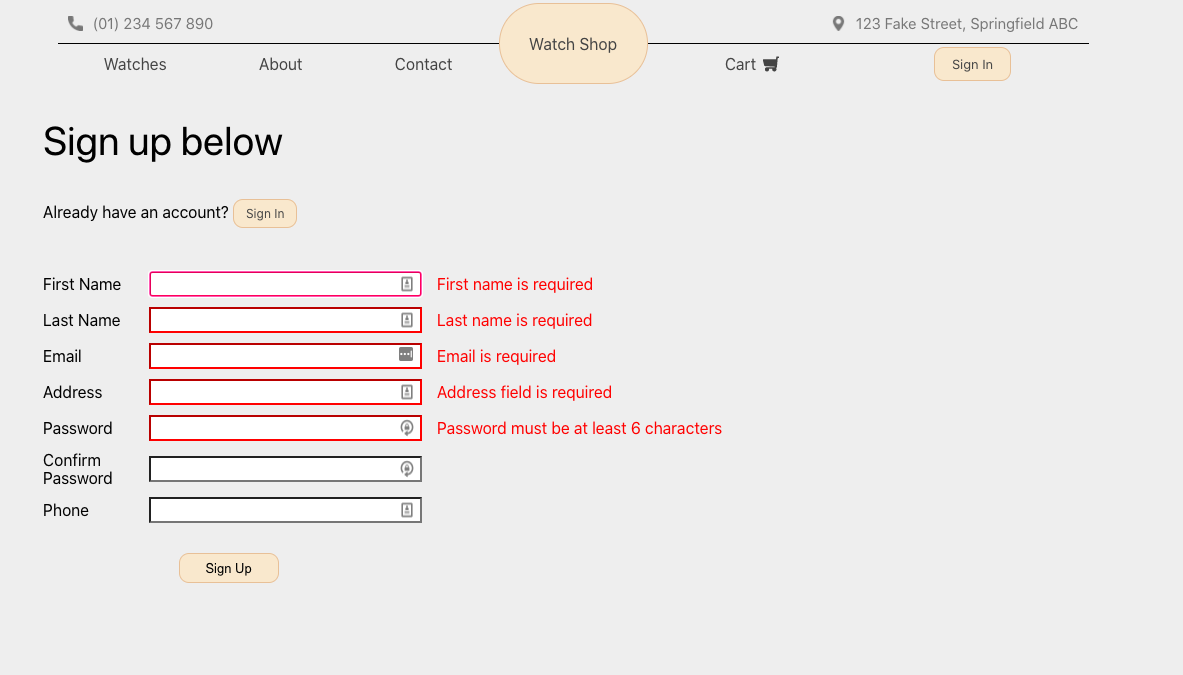 (01) 234 567 890
123 Fake Street, Springfield ABC
Watch Shop
Watches
About
Contact
Cart
Sign In
Sign up below
Already have an account? Sign In
First Name
First name is required
Last Name
Last name is required
Email
Email is required
Address
Address field is required
Password
Password must be at least 6 characters
Confirm
Password
Phone
Sign Up